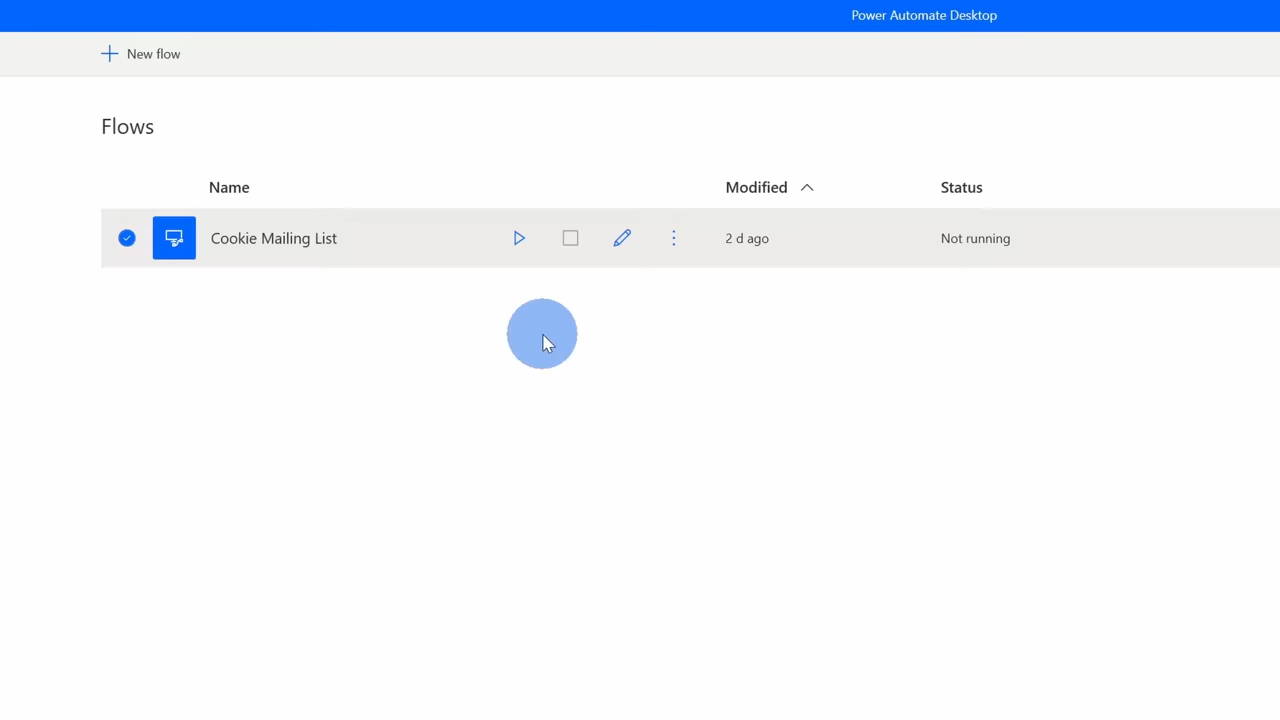 Power Automate Desktop
New flow
Flows
Name Modified Status
Cookie Mailing List 2 d ago Not running